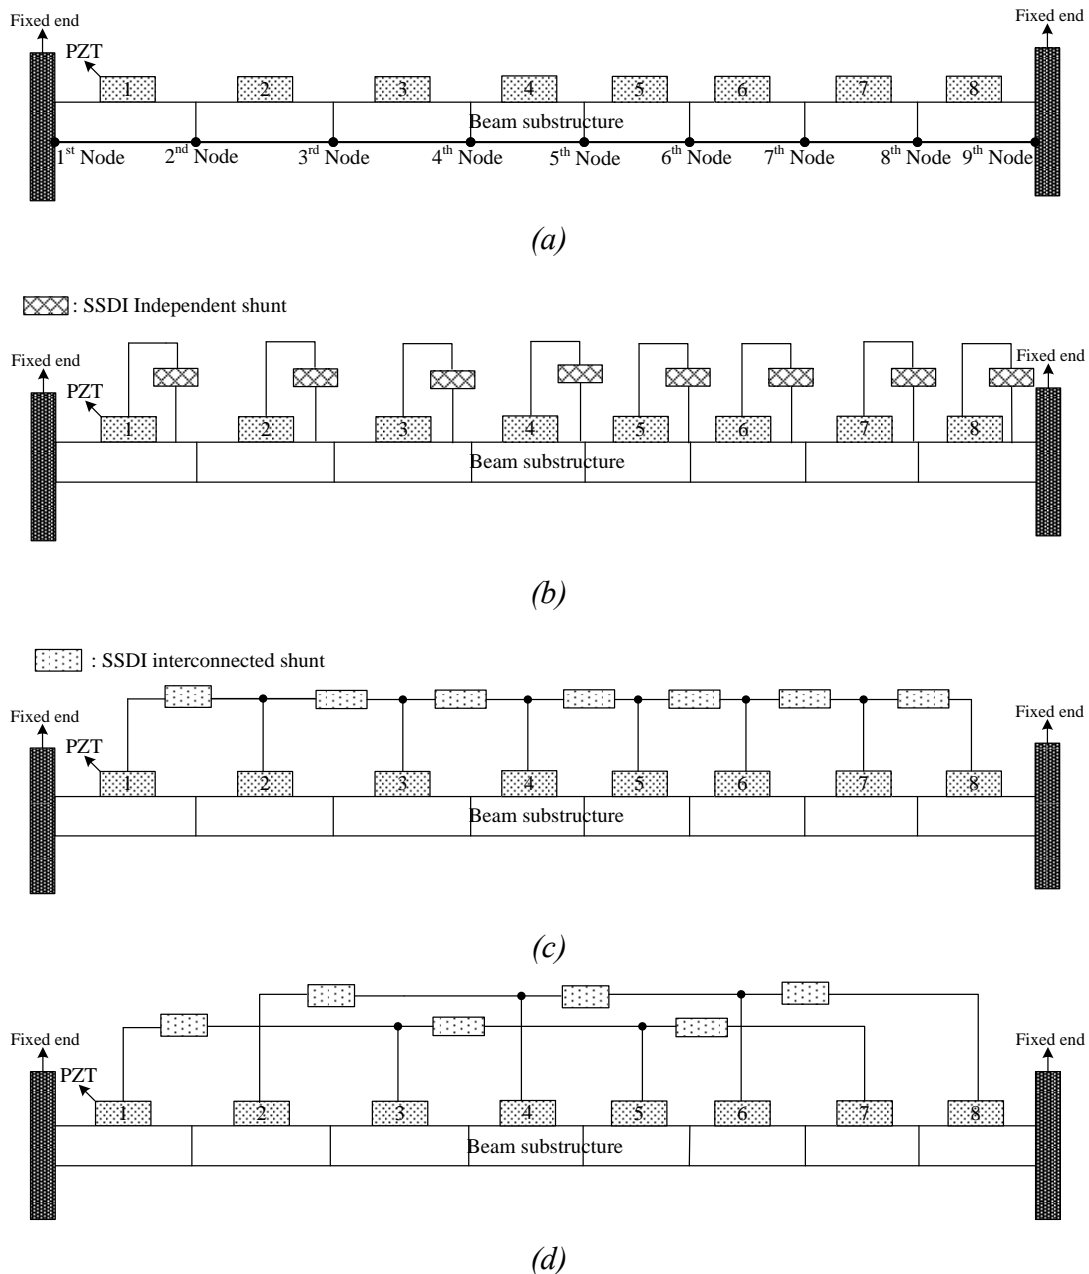 Fixed end Fixed end
PZT
1 2 3 4 5 6 7 8
Beam substructure
1st Node 2nd Node 3rd Node 4th Node 5th Node 6th Node 7th Node 8th Node 9th Node
(a)
: SSDI Independent shunt
Fixed end Fixed end
PZT
1 2 3 4 5 6 7 8
Beam substructure
(b)
: SSDI interconnected shunt
Fixed end Fixed end
PZT
1 2 3 4 5 6 7 8
Beam substructure
(c)
Fixed end Fixed end
PZT
1 2 3 4 5 6 7 8
Beam substructure
(d)